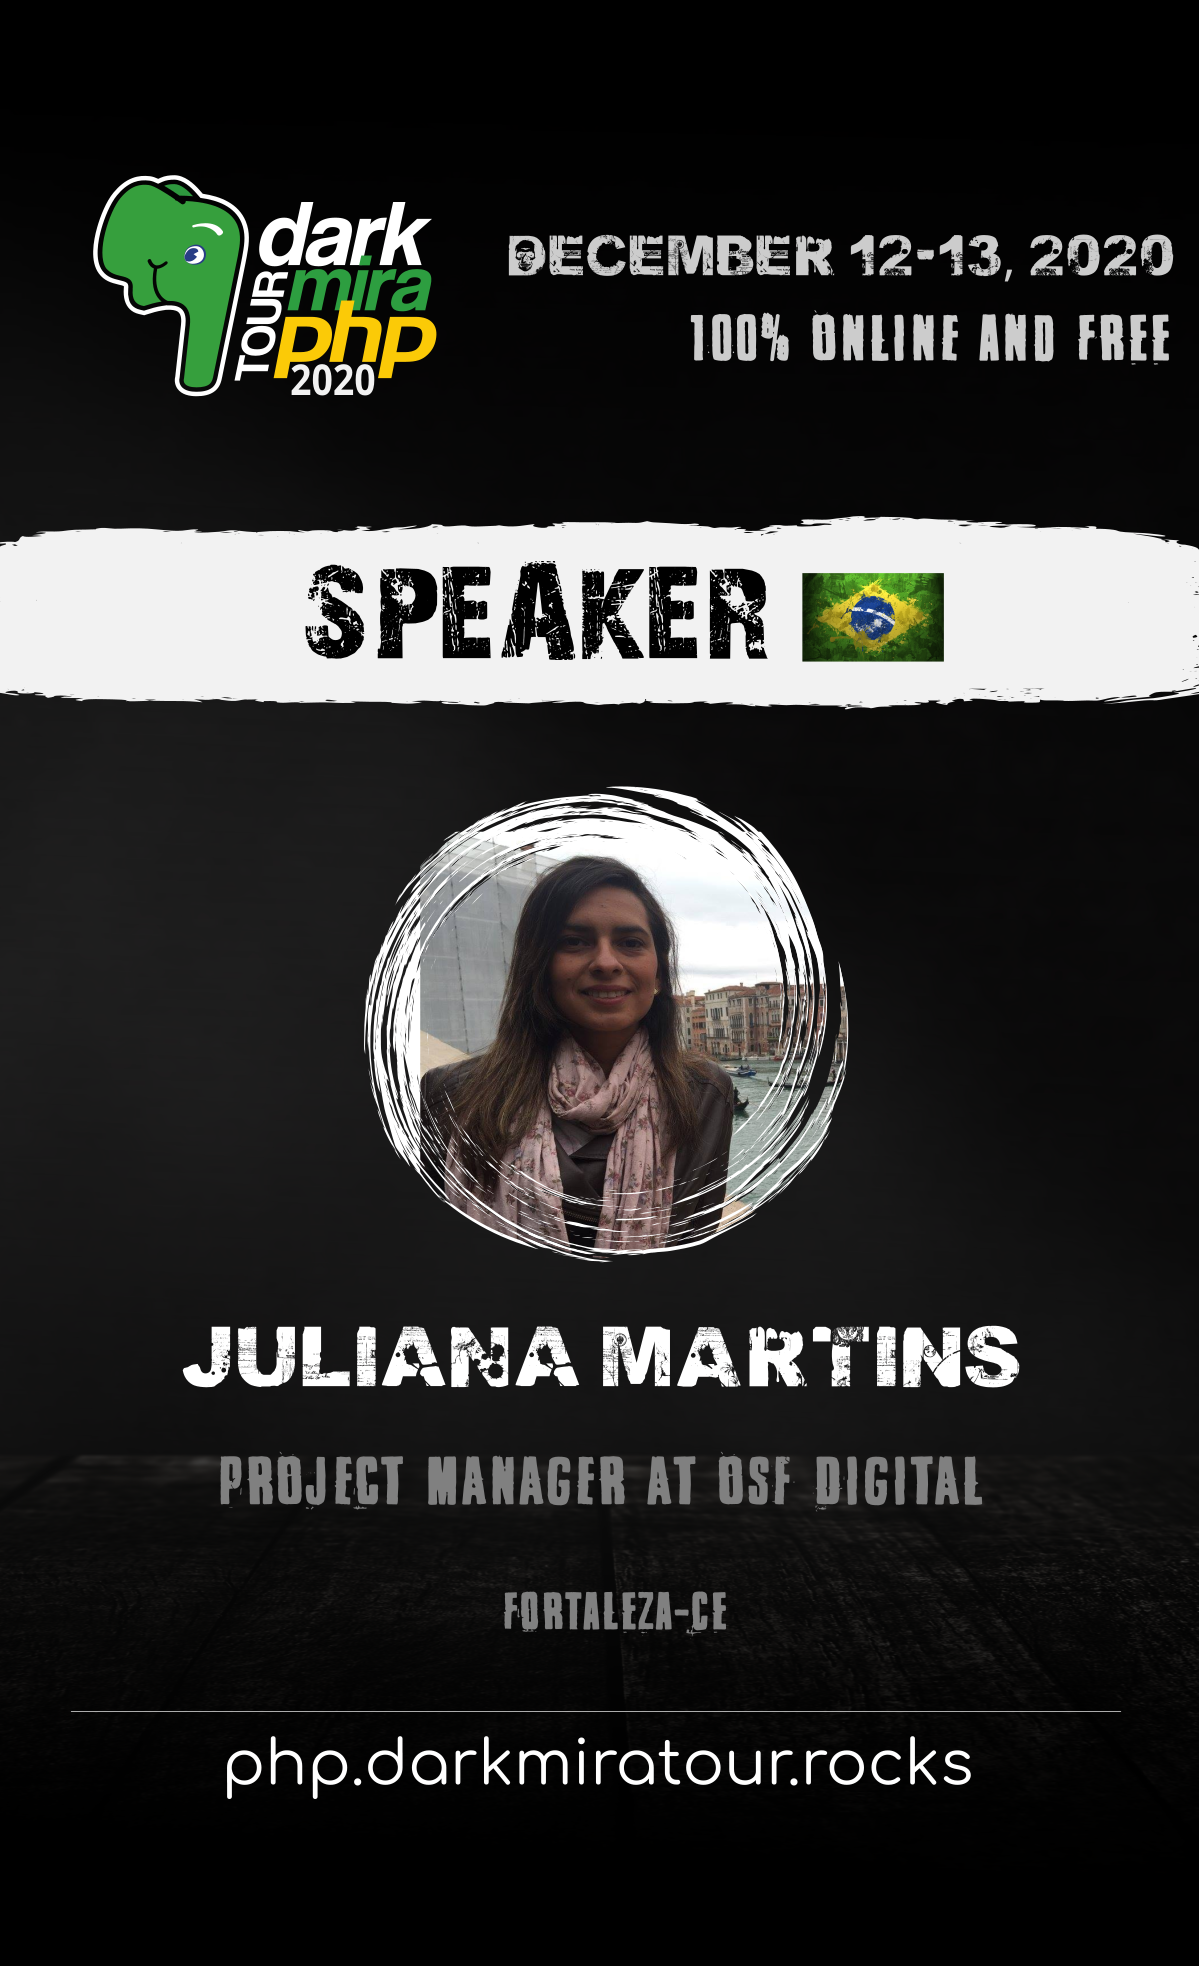 dark
mira
php
TOUR
2020
DECEMBER 12-13, 2020
100% ONLINE AND FREE
SPEAKER
JULIANA MARTINS
PROJECT MANAGER AT OSF DIGITAL
FORTALEZA-CE
php.darkmiratour.rocks